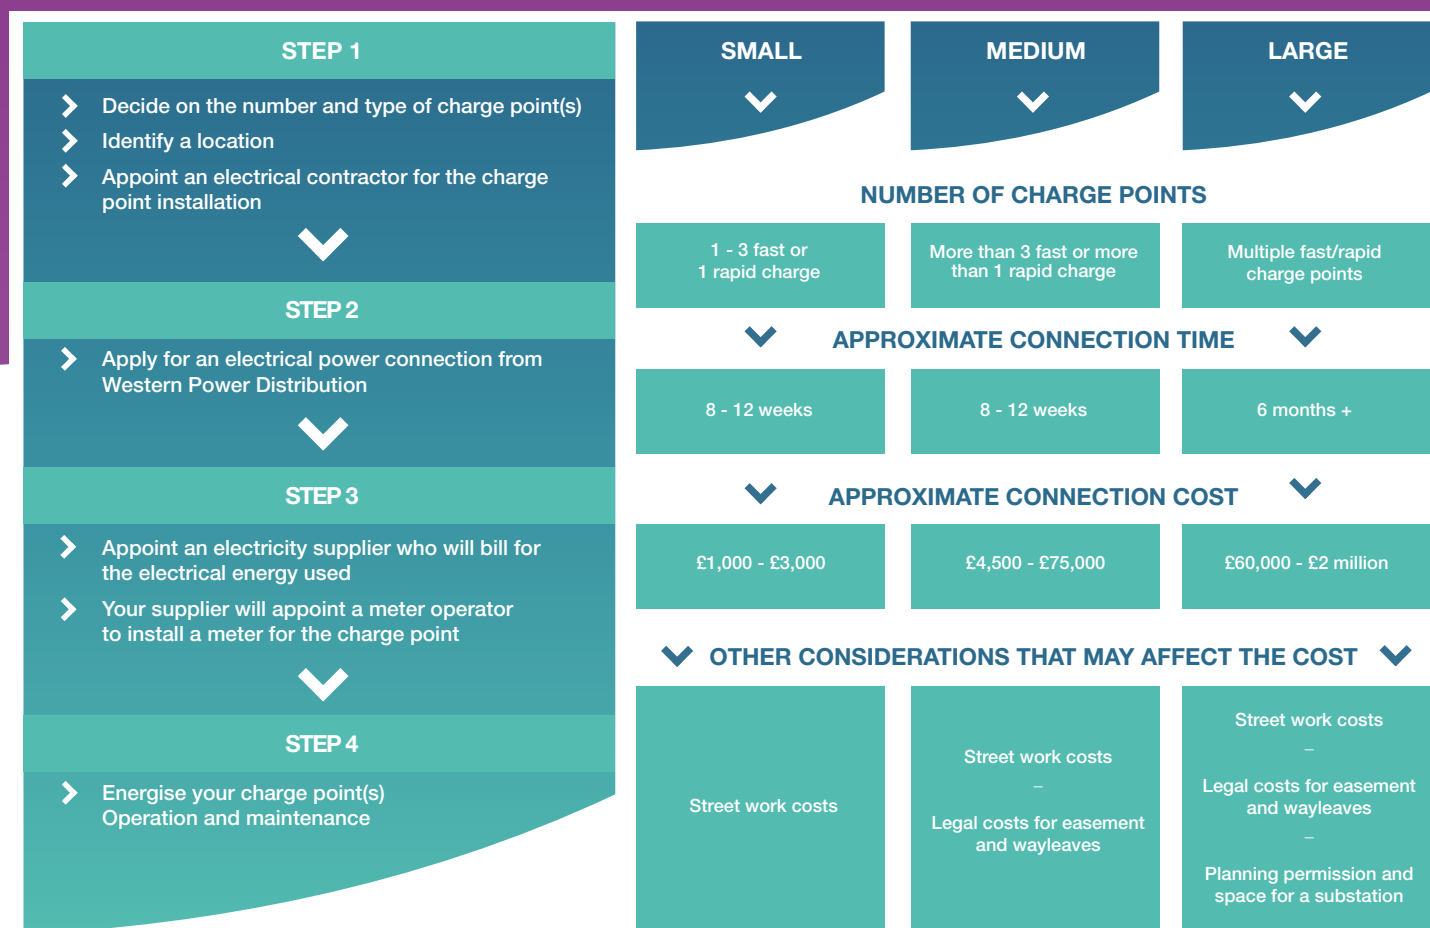 STEP 1
Decide on the number and type of charge point(s)
Identify a location
Appoint an electrical contractor for the charge
point installation
STEP 2
Apply for an electrical power connection from
Western Power Distribution
STEP 3
Appoint an electricity supplier who will bill for
the electrical energy used
Your supplier will appoint a meter operator
to install a meter for the charge point
STEP 4
Energise your charge point(s)
Operation and maintenance
SMALL
MEDIUM
LARGE
NUMBER OF CHARGE POINTS
1 - 3 fast or
1 rapid charge
More than 3 fast or more
than 1 rapid charge
Multiple fast/rapid
charge points
APPROXIMATE CONNECTION TIME
8 - 12 weeks
8 - 12 weeks
6 months +
APPROXIMATE CONNECTION COST
£1,000 - £3,000
£4,500 - £75,000
£60,000 - £2 million
OTHER CONSIDERATIONS THAT MAY AFFECT THE COST
Street work costs
Street work costs
–
Legal costs for easement
and wayleaves
Street work costs
–
Legal costs for easement
and wayleaves
–
Planning permission and
space for a substation